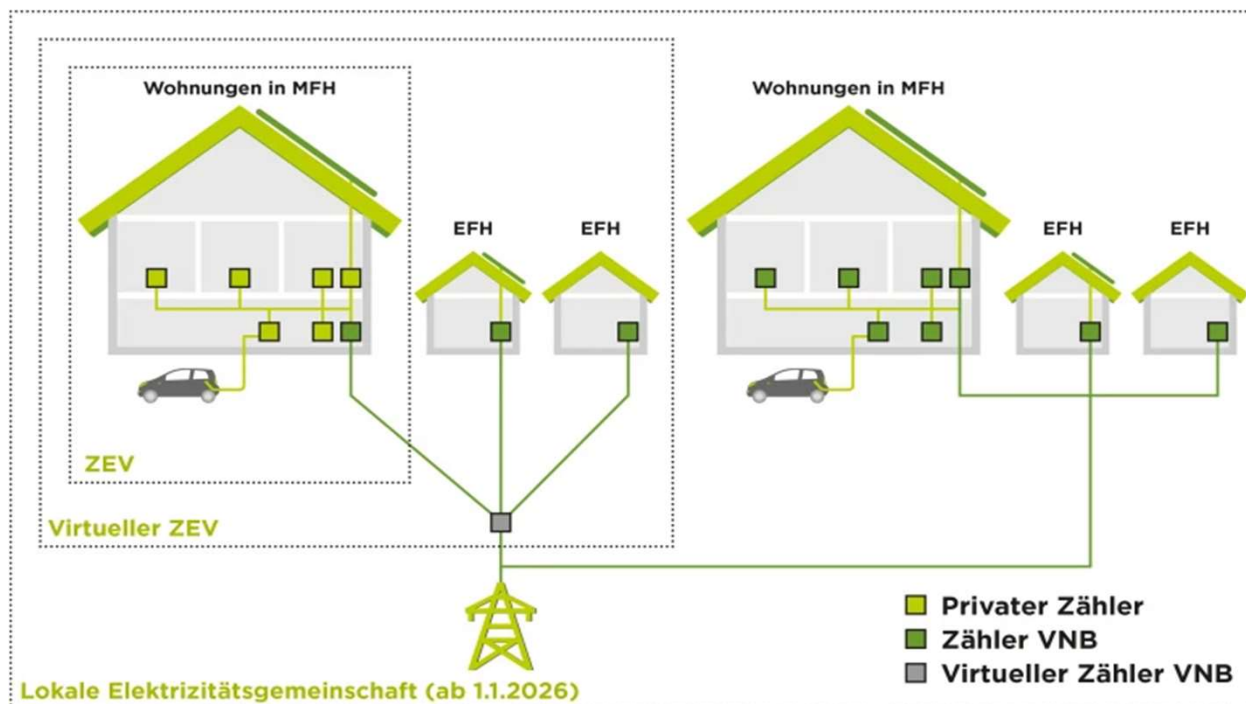 Wohnungen in MFH
Wohnungen in MFH
EFH
EFH
EFH
EFH
ZEV
Virtueller ZEV
Privater Zähler
Zähler VNB
Virtueller Zähler VNB
Lokale Elektrizitätsgemeinschaft (ab 1.1.2026)